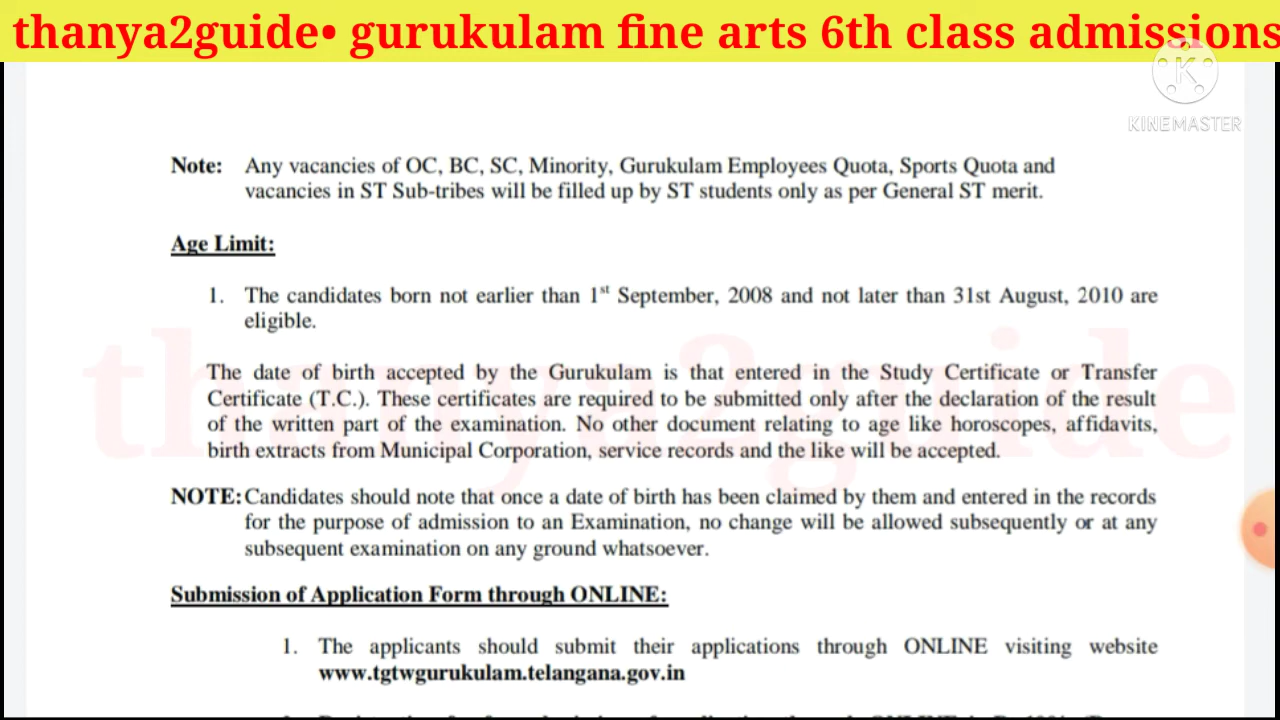 thanya2guide• gurukulam fine arts 6th class admissions
K
KINEMASTER
Note: Any vacancies of OC, BC, SC, Minority, Gurukulam Employees Quota, Sports Quota and
vacancies in ST Sub-tribes will be filled up by ST students only as per General ST merit.
Age Limit:
1. The candidates born not earlier than 1st September, 2008 and not later than 31st August, 2010 are
eligible.
thanya2guide
The date of birth accepted by the Gurukulam is that entered in the Study Certificate or Transfer
Certificate (T.C.). These certificates are required to be submitted only after the declaration of the result
of the written part of the examination. No other document relating to age like horoscopes, affidavits,
birth extracts from Municipal Corporation, service records and the like will be accepted.
NOTE: Candidates should note that once a date of birth has been claimed by them and entered in the records
for the purpose of admission to an Examination, no change will be allowed subsequently or at any
subsequent examination on any ground whatsoever.
Submission of Application Form through ONLINE:
1. The applicants should submit their applications through ONLINE visiting website
www.tgtwgurukulam.telangana.gov.in